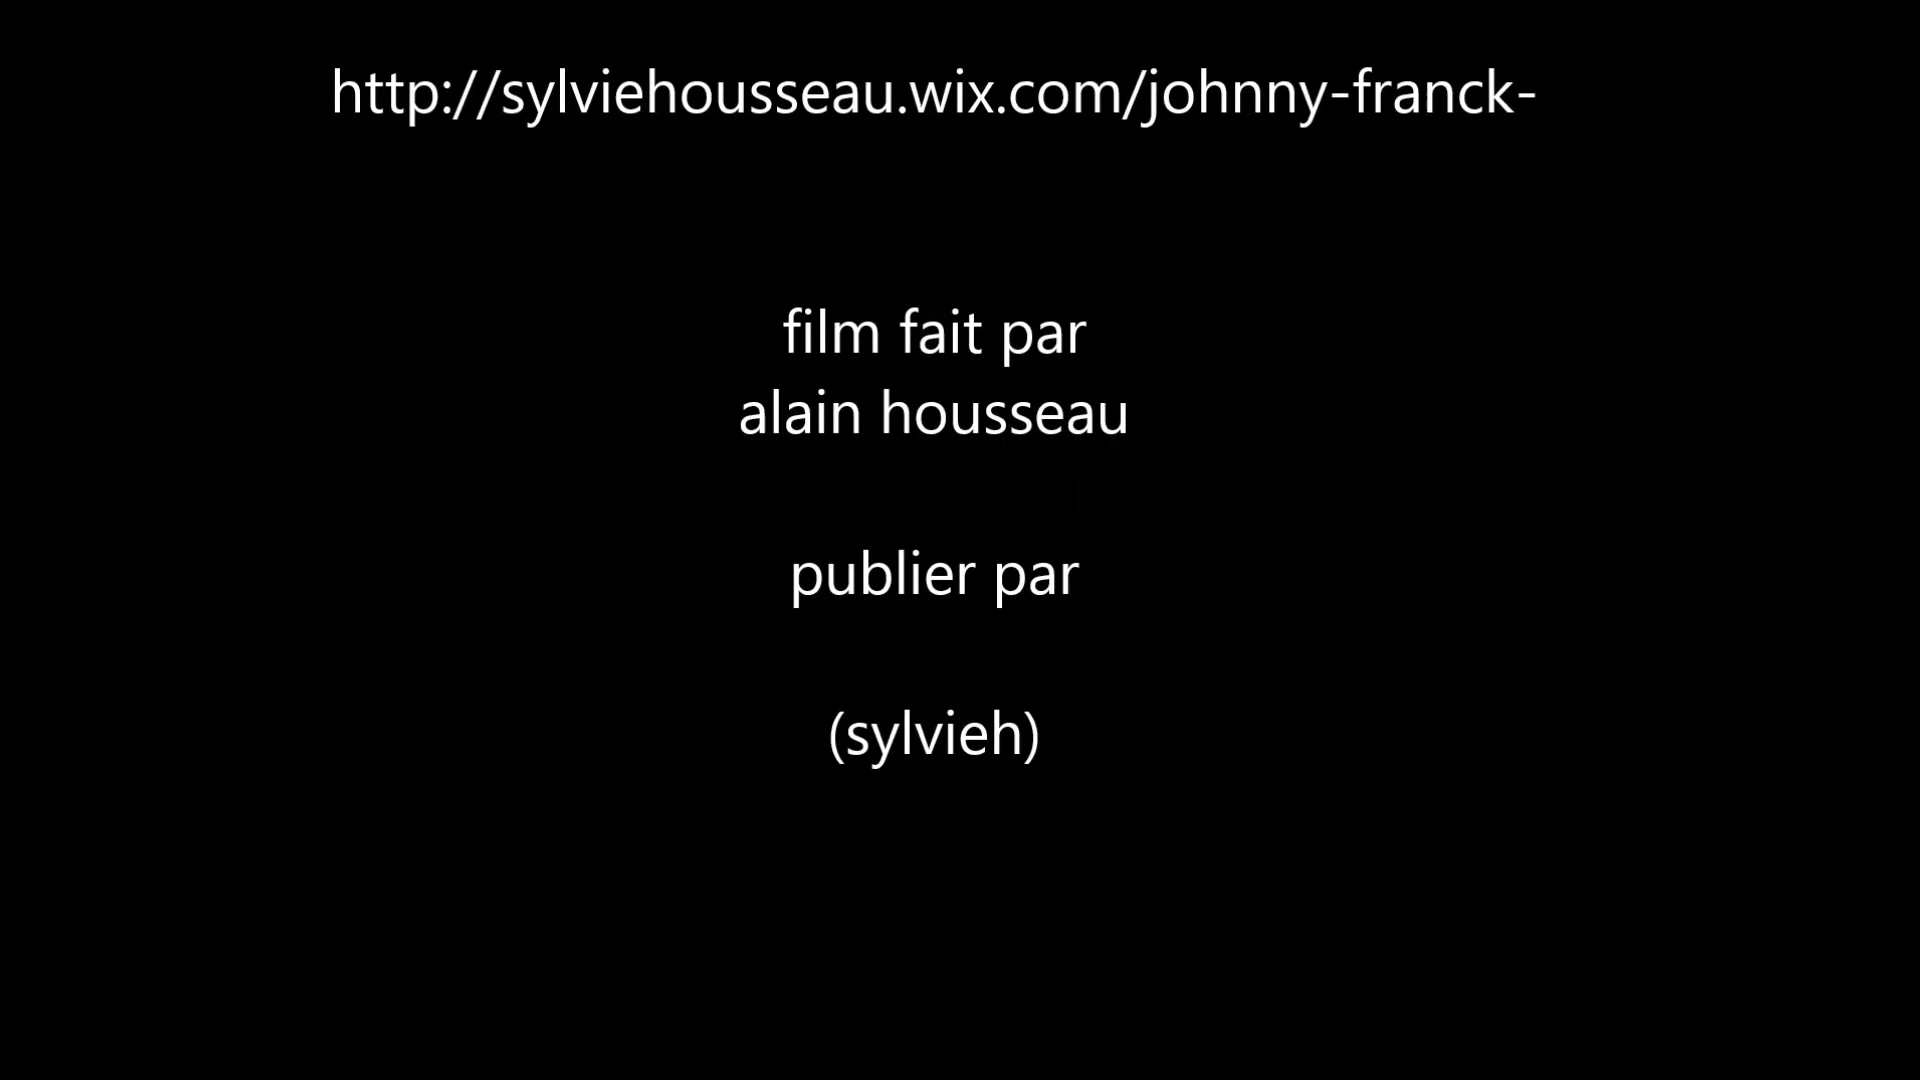 http://sylviehousseau.wix.com/johnny-franck-
film fait par
alain housseau
publier par
(sylvieh)